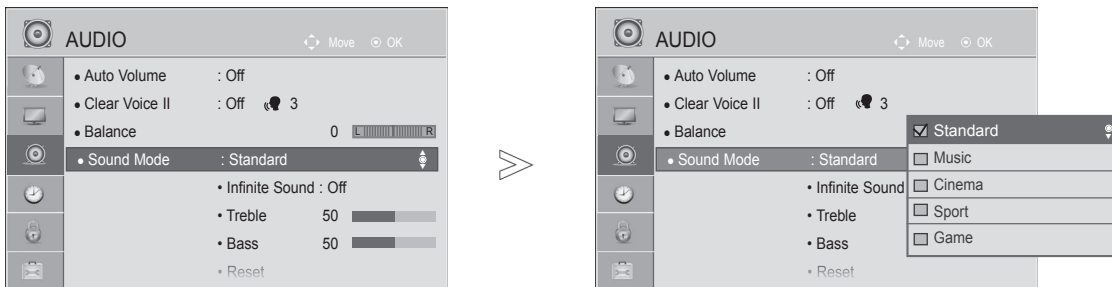 AUDIO
Move OK
• Auto Volume : Off
• Clear Voice II : Off 3
• Balance 0 L R
• Sound Mode : Standard
• Infinite Sound : Off
• Treble 50
• Bass 50
• Reset
>
AUDIO
Move OK
• Auto Volume : Off
• Clear Voice II : Off 3
• Balance
• Sound Mode : Standard
• Infinite Sound
• Treble
• Bass
• Reset
Standard
Music
Cinema
Sport
Game